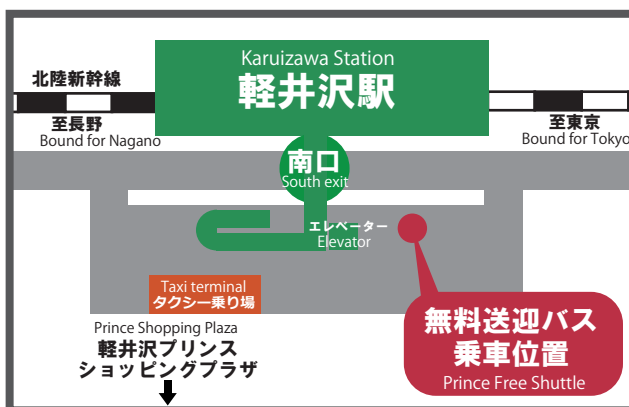 Karuizawa Station
軽井沢駅
北陸新幹線
至長野
Bound for Nagano
至東京
Bound for Tokyo
南口
South exit
エレベーター
Elevator
Taxi terminal
タクシー乗り場
Prince Shopping Plaza
軽井沢プリンス
ショッピングプラザ
無料送迎バス
乗車位置
Prince Free Shuttle